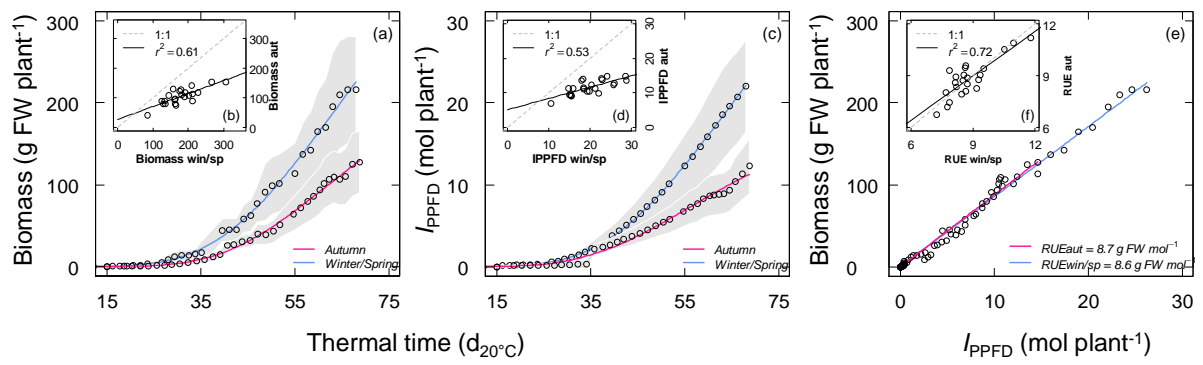 300
200
100
0
Biomass (g FW plant-1)
15
35
55
75
(a)
1:1
r² = 0.61
(b)
0
100
200
300
Biomass win/sp
0
100
200
300
Biomass aut
Autumn
Winter/Spring
30
20
10
0
IPPFD (mol plant-1)
15
35
55
75
(c)
1:1
r² = 0.53
(d)
0
10
20
30
IPPFD win/sp
0
10
20
30
IPPFD aut
Autumn
Winter/Spring
Thermal time (d20°C)
300
200
100
0
Biomass (g FW plant-1)
0
10
20
30
(e)
1:1
r² = 0.72
(f)
6
8
10
12
RUE win/sp
6
9
12
RUE aut
RUEaut = 8.7 g FW mol-1
RUEwin/sp = 8.6 g FW mol-1
IPPFD (mol plant-1)